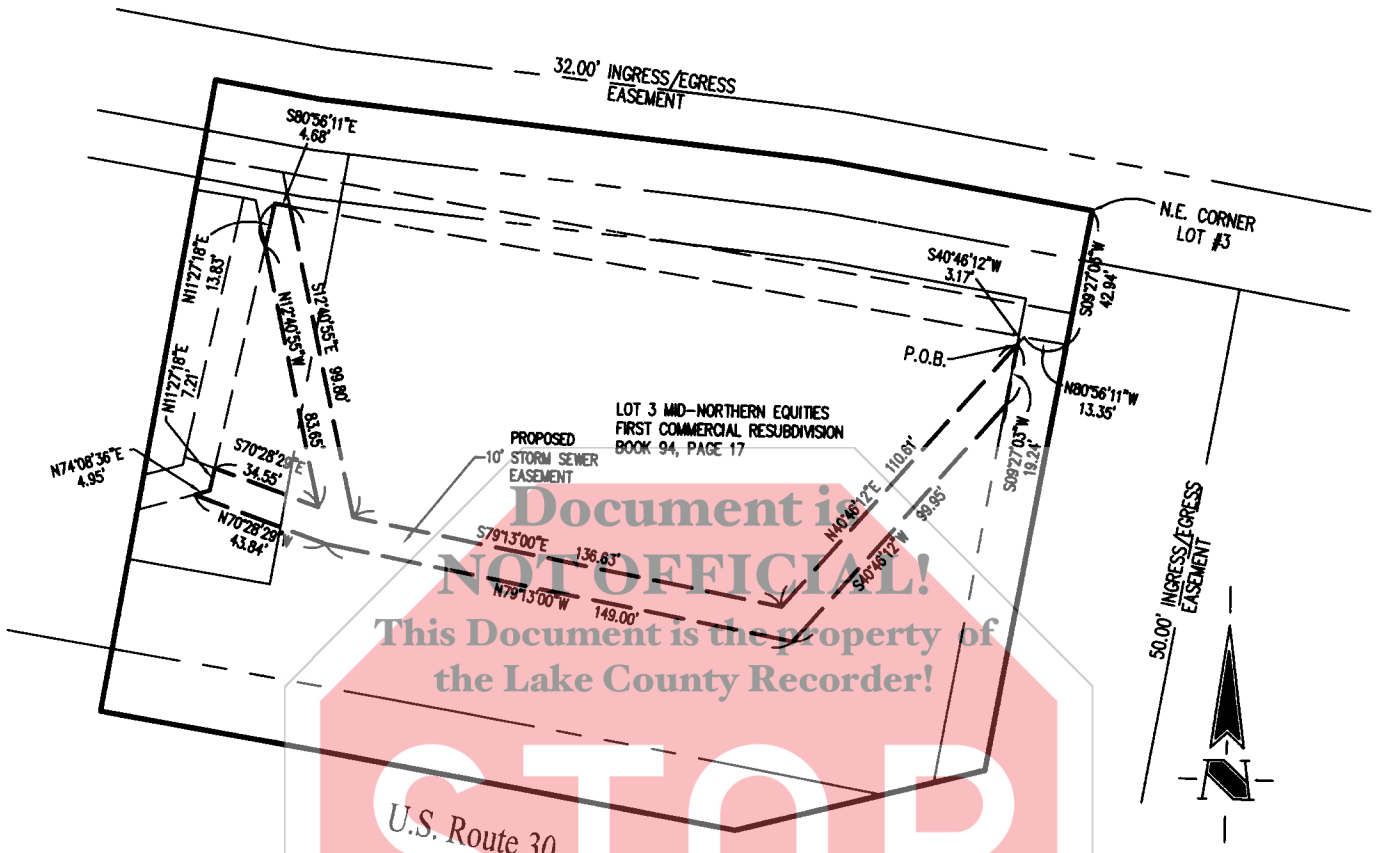 32.00' INGRESS/EGRESS
EASEMENT
S80°56'11"E
4.68'
N.E. CORNER
LOT #3
N11°27'18"E
13.83'
S40°46'12"W
3.17'
S09°27'03"W
42.94'
N12°40'55"W
83.65'
S12°40'55"E 99.80'
P.O.B.
N80°56'11"W
13.35'
N11°27'18"E
7.21'
LOT 3 MID-NORTHERN EQUITIES
FIRST COMMERCIAL RESUBDIVISION
BOOK 94, PAGE 17
PROPOSED
10' STORM SEWER
EASEMENT
N74°08'36"E
4.95'
S70°28'29"E
34.55'
N70°28'29"W
43.84'
N40°46'12"E 110.61'
S40°46'12"W 99.95'
S09°27'03"W
19.24'
S79°13'00"E 136.63'
N79°13'00"W 149.00'
50.00' INGRESS/EGRESS
EASEMENT
Document is
NOT OFFICIAL!
This Document is the property of
the Lake County Recorder!
STOP
N
U.S. Route 30